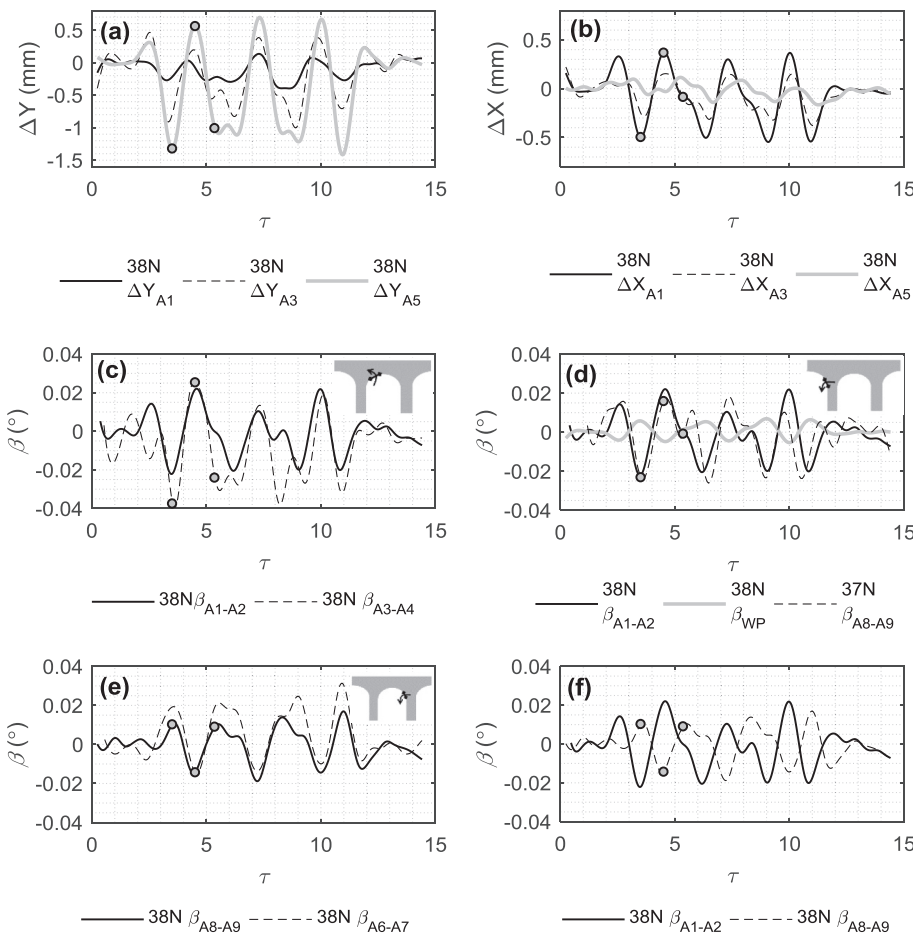 (a)
ΔY (mm)
0.5
0
-0.5
-1
-1.5
0 5 10 15
τ
38N ΔY_A1 38N ΔY_A3 38N ΔY_A5
(b)
ΔX (mm)
0.5
0
-0.5
0 5 10 15
τ
38N ΔX_A1 38N ΔX_A3 38N ΔX_A5
(c)
β (°)
0.04
0.02
0
-0.02
-0.04
0 5 10 15
τ
38N β_A1-A2 38N β_A3-A4
(d)
β (°)
0.04
0.02
0
-0.02
-0.04
0 5 10 15
τ
38N β_A1-A2 38N β_WP 37N β_A8-A9
(e)
β (°)
0.04
0.02
0
-0.02
-0.04
0 5 10 15
τ
38N β_A8-A9 38N β_A6-A7
(f)
β (°)
0.04
0.02
0
-0.02
-0.04
0 5 10 15
τ
38N β_A1-A2 38N β_A8-A9